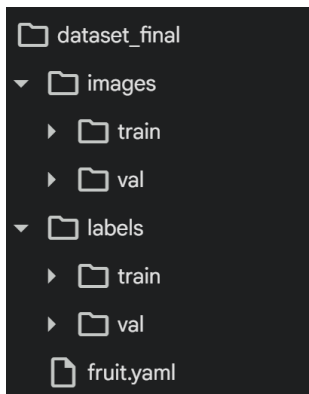 dataset_final
images
train
val
labels
train
val
fruit.yaml